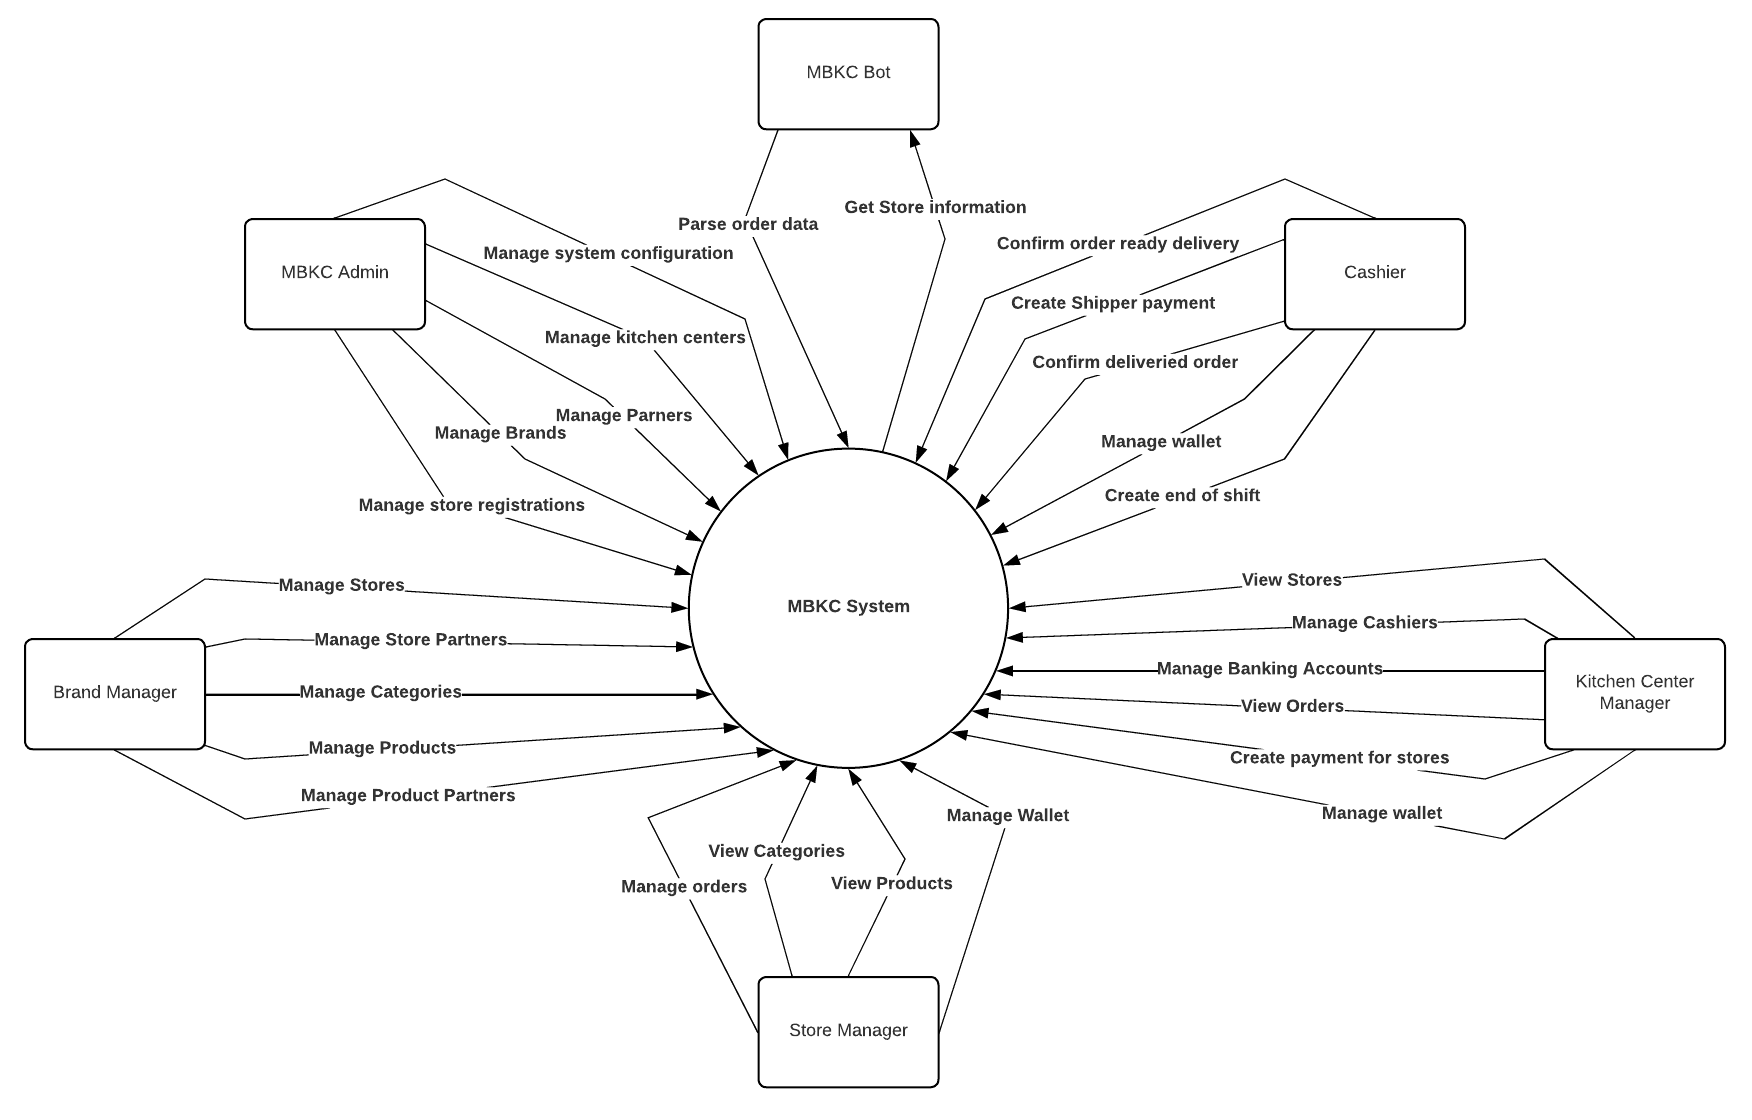 MBKC Bot
Parse order data
Get Store information
MBKC Admin
Manage system configuration
Manage kitchen centers
Manage Parners
Manage Brands
Manage store registrations
Cashier
Confirm order ready delivery
Create Shipper payment
Confirm deliveried order
Manage wallet
Create end of shift
MBKC System
Brand Manager
Manage Stores
Manage Store Partners
Manage Categories
Manage Products
Manage Product Partners
Kitchen Center
Manager
View Stores
Manage Cashiers
Manage Banking Accounts
View Orders
Create payment for stores
Manage wallet
Manage orders
View Categories
View Products
Manage Wallet
Store Manager